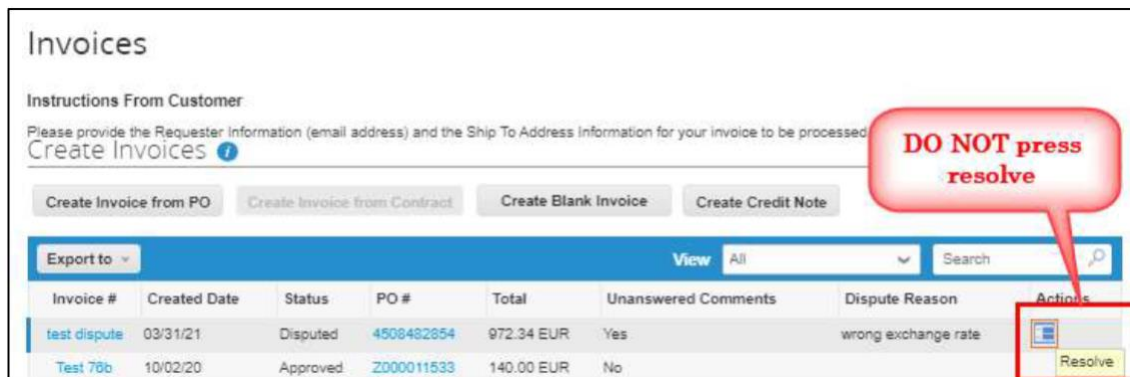 Invoices
Instructions From Customer
Please provide the Requester Information (email address) and the Ship To Address Information for your invoice to be processed
Create Invoices i
DO NOT press
resolve
Create Invoice from PO Create Invoice from Contract Create Blank Invoice Create Credit Note
Export to View All Search
Invoice # Created Date Status PO # Total Unanswered Comments Dispute Reason Actions
test dispute 03/31/21 Disputed 4508482854 972.34 EUR Yes wrong exchange rate
Resolve
Test 76b 10/02/20 Approved Z000011533 140.00 EUR No